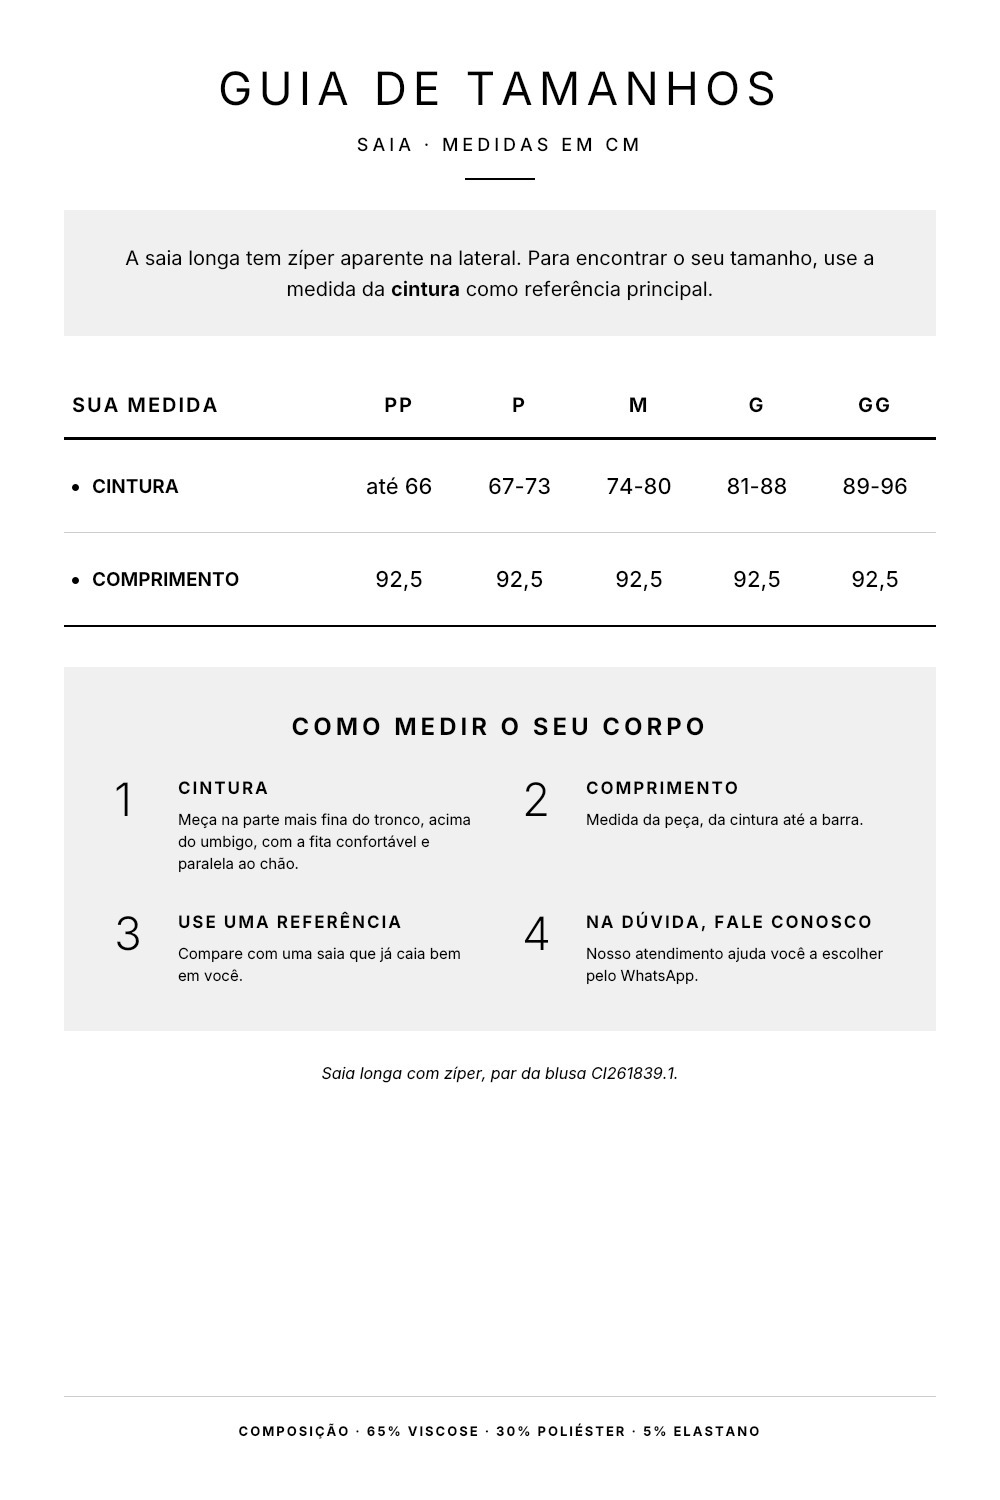 GUIA DE TAMANHOS
SAIA · MEDIDAS EM CM
A saia longa tem zíper aparente na lateral. Para encontrar o seu tamanho, use a
medida da cintura como referência principal.
SUA MEDIDA PP P M G GG
• CINTURA até 66 67-73 74-80 81-88 89-96
• COMPRIMENTO 92,5 92,5 92,5 92,5 92,5
COMO MEDIR O SEU CORPO
1 CINTURA
Meça na parte mais fina do tronco, acima
do umbigo, com a fita confortável e
paralela ao chão.
2 COMPRIMENTO
Medida da peça, da cintura até a barra.
3 USE UMA REFERÊNCIA
Compare com uma saia que já caia bem
em você.
4 NA DÚVIDA, FALE CONOSCO
Nosso atendimento ajuda você a escolher
pelo WhatsApp.
Saia longa com zíper, par da blusa CI261839.1.
COMPOSIÇÃO · 65% VISCOSE · 30% POLIÉSTER · 5% ELASTANO